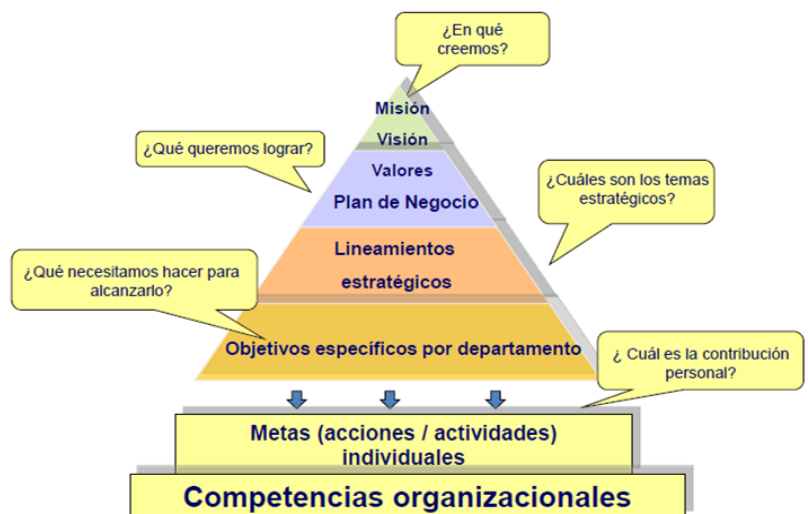 ¿En qué
creemos?
Misión
Visión
¿Qué queremos lograr?
Valores
Plan de Negocio
¿Cuáles son los temas
estratégicos?
Lineamientos
estratégicos
¿Qué necesitamos hacer para
alcanzarlo?
Objetivos específicos por departamento
¿ Cuál es la contribución
personal?
Metas (acciones / actividades)
individuales
Competencias organizacionales